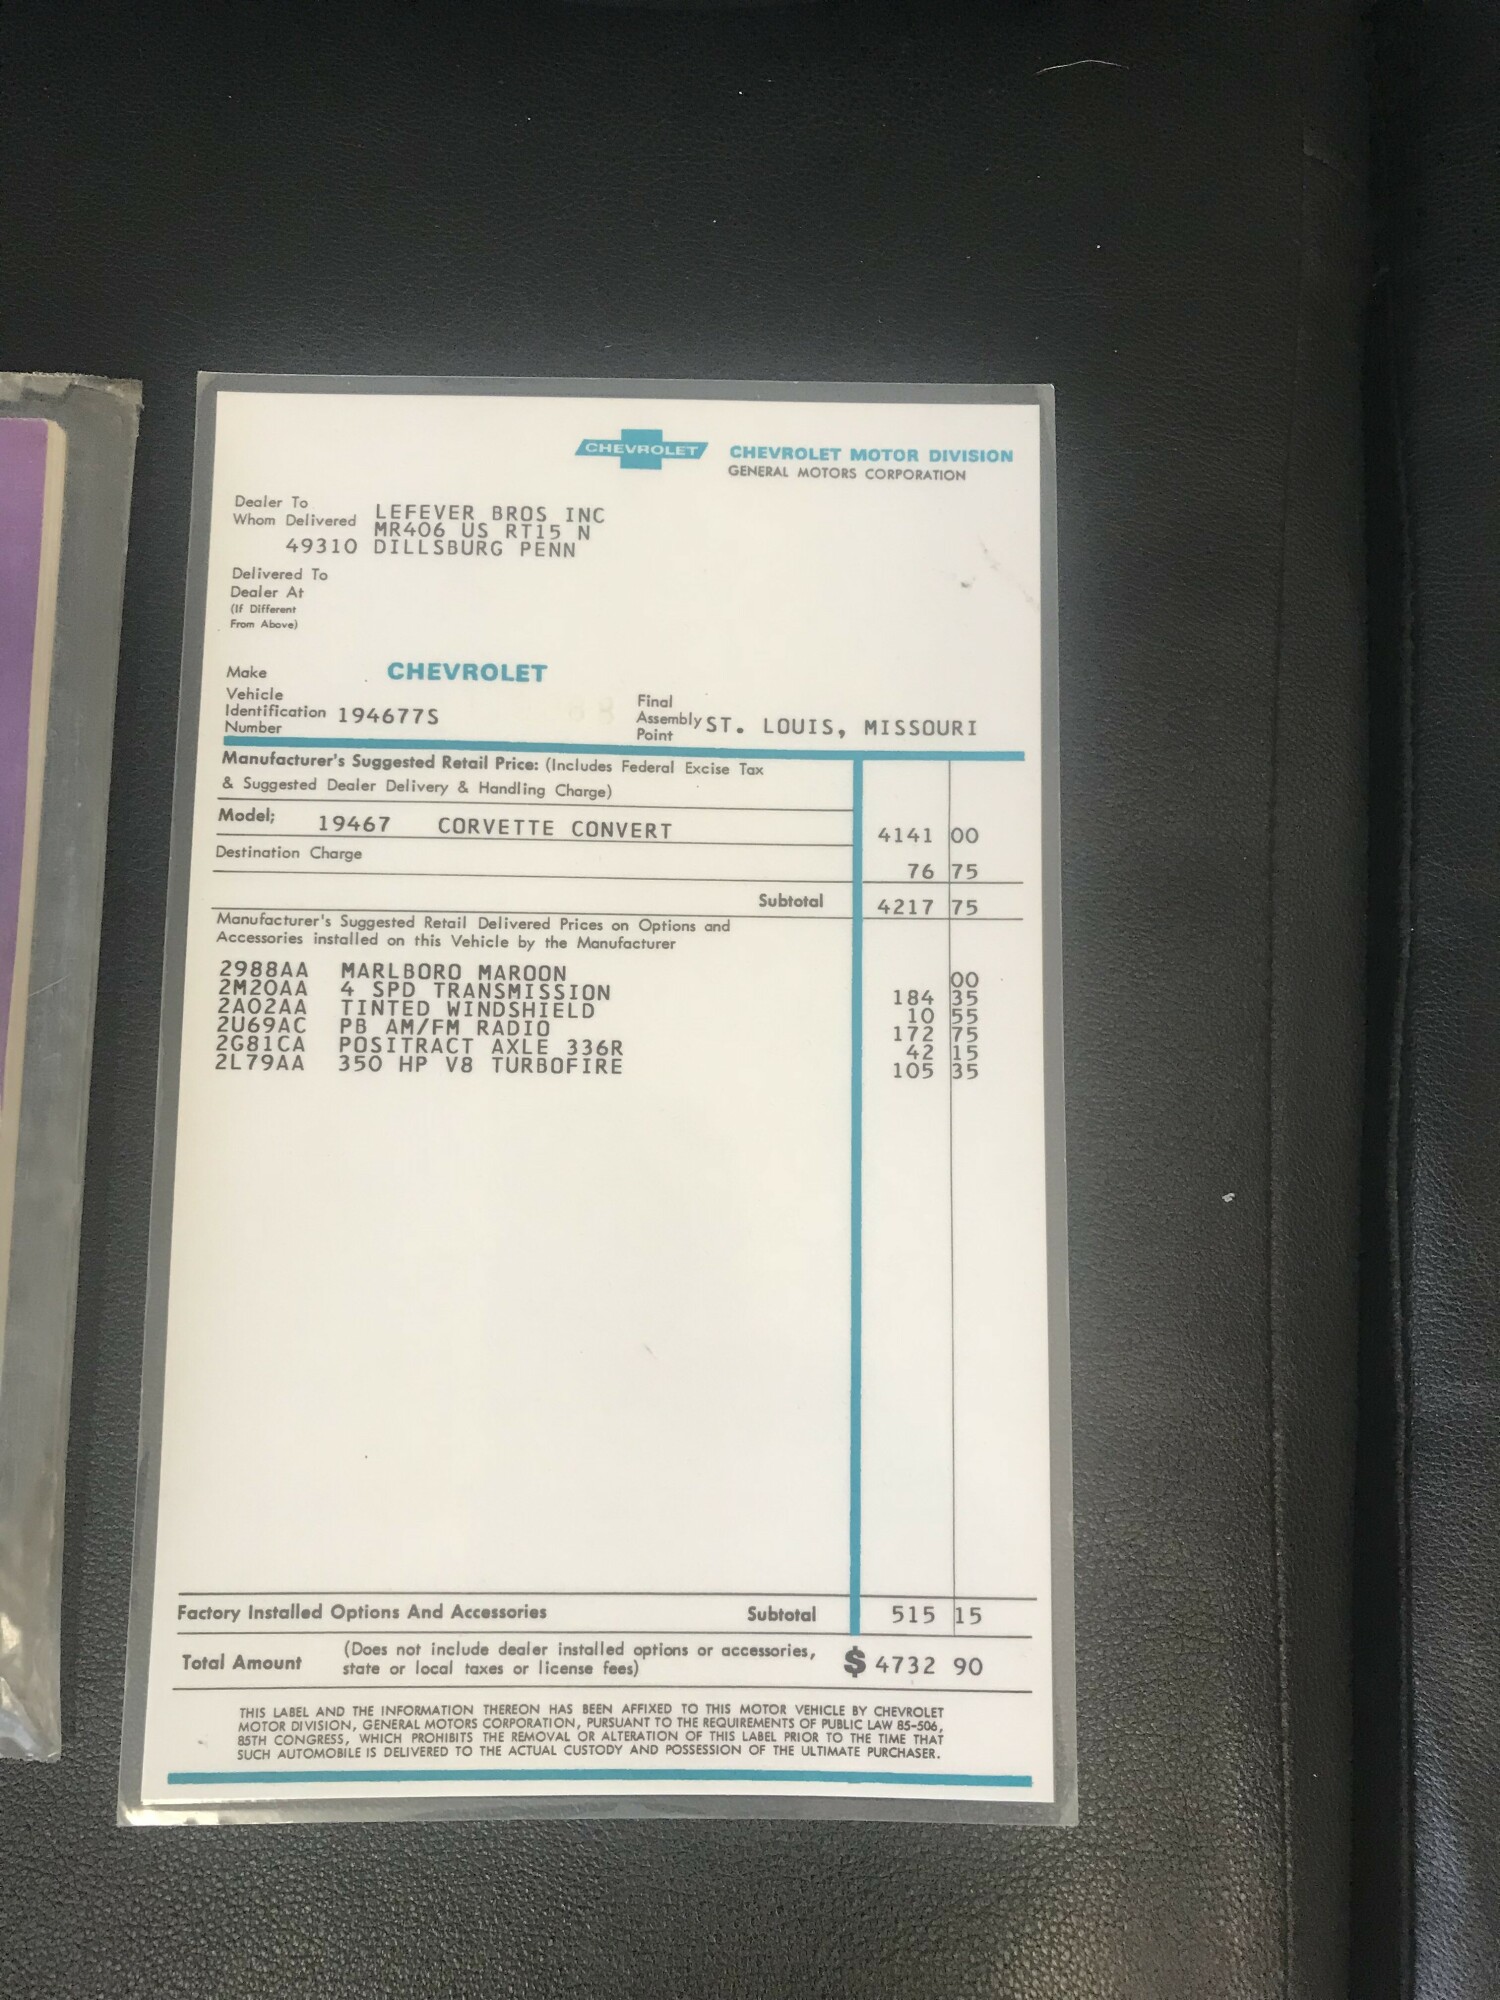 CHEVROLET
CHEVROLET MOTOR DIVISION
GENERAL MOTORS CORPORATION
Dealer To
Whom Delivered LEFEVER BROS INC
MR406 US RT15 N
49310 DILLSBURG PENN
Delivered To
Dealer At
(If Different
From Above)
Make CHEVROLET
Vehicle
Identification 194677S
Number
Final
Assembly ST. LOUIS, MISSOURI
Point
Manufacturer's Suggested Retail Price: (Includes Federal Excise Tax
& Suggested Dealer Delivery & Handling Charge)
Model; 19467 CORVETTE CONVERT 4141 00
Destination Charge 76 75
Subtotal 4217 75
Manufacturer's Suggested Retail Delivered Prices on Options and
Accessories installed on this Vehicle by the Manufacturer
2988AA MARLBORO MAROON 00
2M20AA 4 SPD TRANSMISSION 184 35
2A02AA TINTED WINDSHIELD 10 55
2U69AC PB AM/FM RADIO 172 75
2G81CA POSITRACT AXLE 336R 42 15
2L79AA 350 HP V8 TURBOFIRE 105 35
Factory Installed Options And Accessories Subtotal 515 15
Total Amount (Does not include dealer installed options or accessories, state or local taxes or license fees) $ 4732 90
THIS LABEL AND THE INFORMATION THEREON HAS BEEN AFFIXED TO THIS MOTOR VEHICLE BY CHEVROLET
MOTOR DIVISION, GENERAL MOTORS CORPORATION, PURSUANT TO THE REQUIREMENTS OF PUBLIC LAW 85-506,
85TH CONGRESS, WHICH PROHIBITS THE REMOVAL OR ALTERATION OF THIS LABEL PRIOR TO THE TIME THAT
SUCH AUTOMOBILE IS DELIVERED TO THE ACTUAL CUSTODY AND POSSESSION OF THE ULTIMATE PURCHASER.